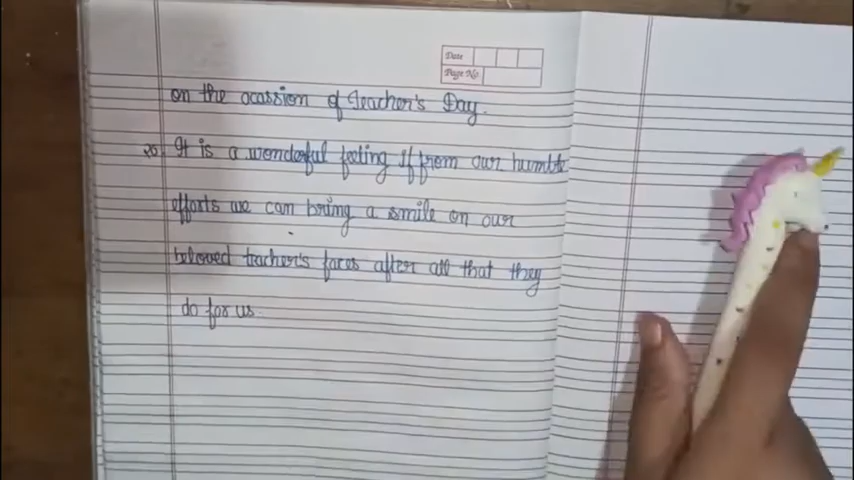 Date
Page No.
on the ocassion of Teacher's Day.
20. It is a wonderful feeling If from our humble
efforts we can bring a smile on our
beloved teacher's faces after all that they
do for us.